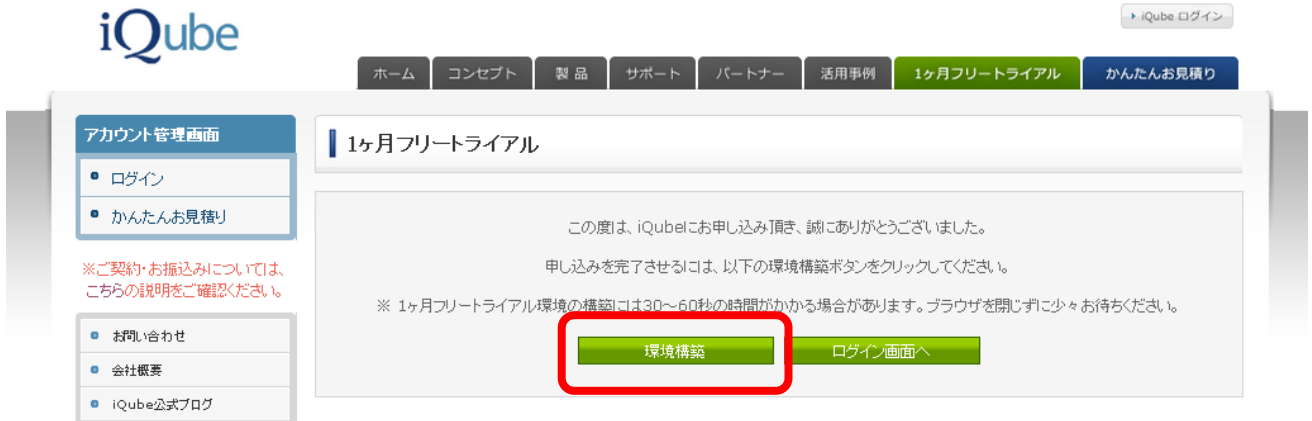 iQube
iQube ログイン
ホーム コンセプト 製 品 サポート パートナー 活用事例 1ヶ月フリートライアル かんたんお見積り
アカウント管理画面
ログイン
かんたんお見積り
※ご契約・お振込みについては、
こちらの説明をご確認ください。
お問い合わせ
会社概要
iQube公式ブログ
1ヶ月フリートライアル
この度は、iQubeにお申し込み頂き、誠にありがとうございました。
申し込みを完了させるには、以下の環境構築ボタンをクリックしてください。
※ 1ヶ月フリートライアル環境の構築には30～60秒の時間がかかる場合があります。ブラウザを閉じずに少々お待ちください。
環境構築 ログイン画面へ